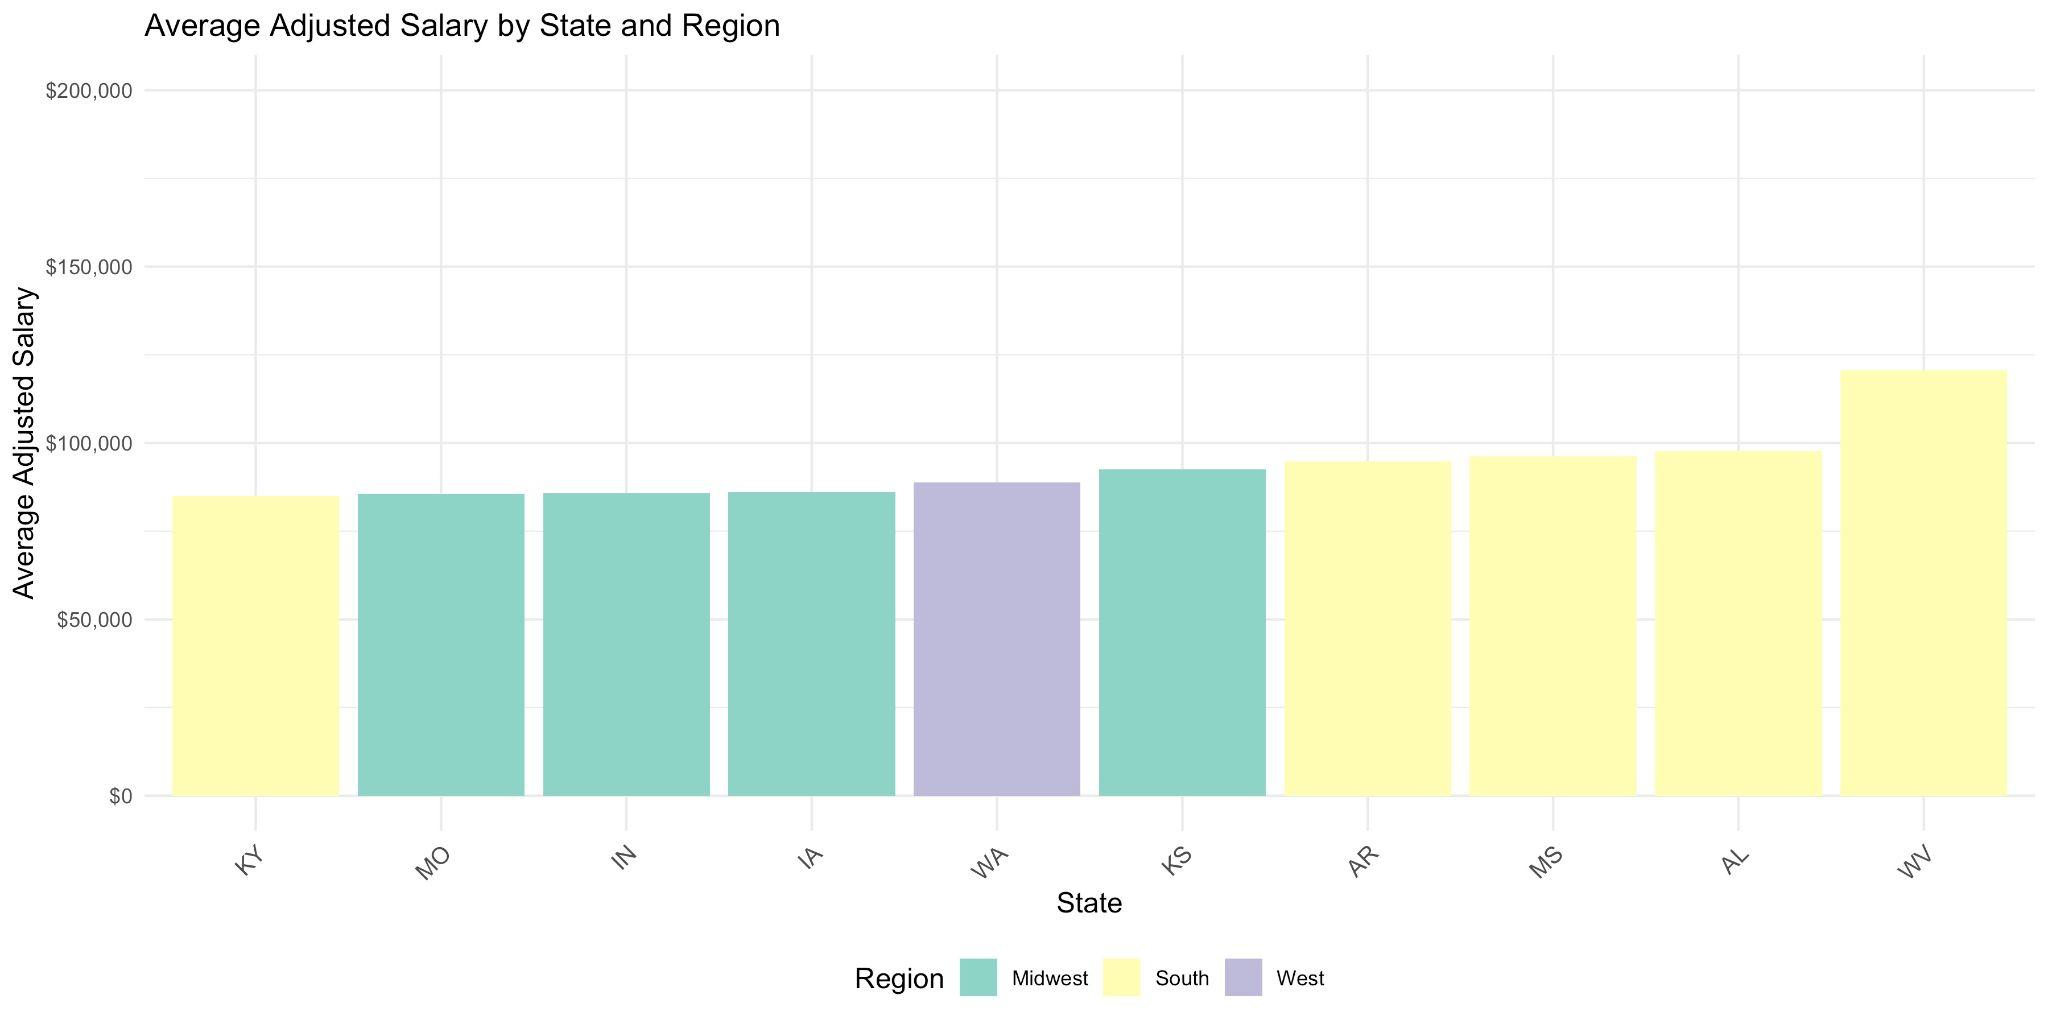 Average Adjusted Salary by State and Region
Average Adjusted Salary
$200,000
$150,000
$100,000
$50,000
$0
KY MO IN IA WA KS AR MS AL WV
State
Region Midwest South West